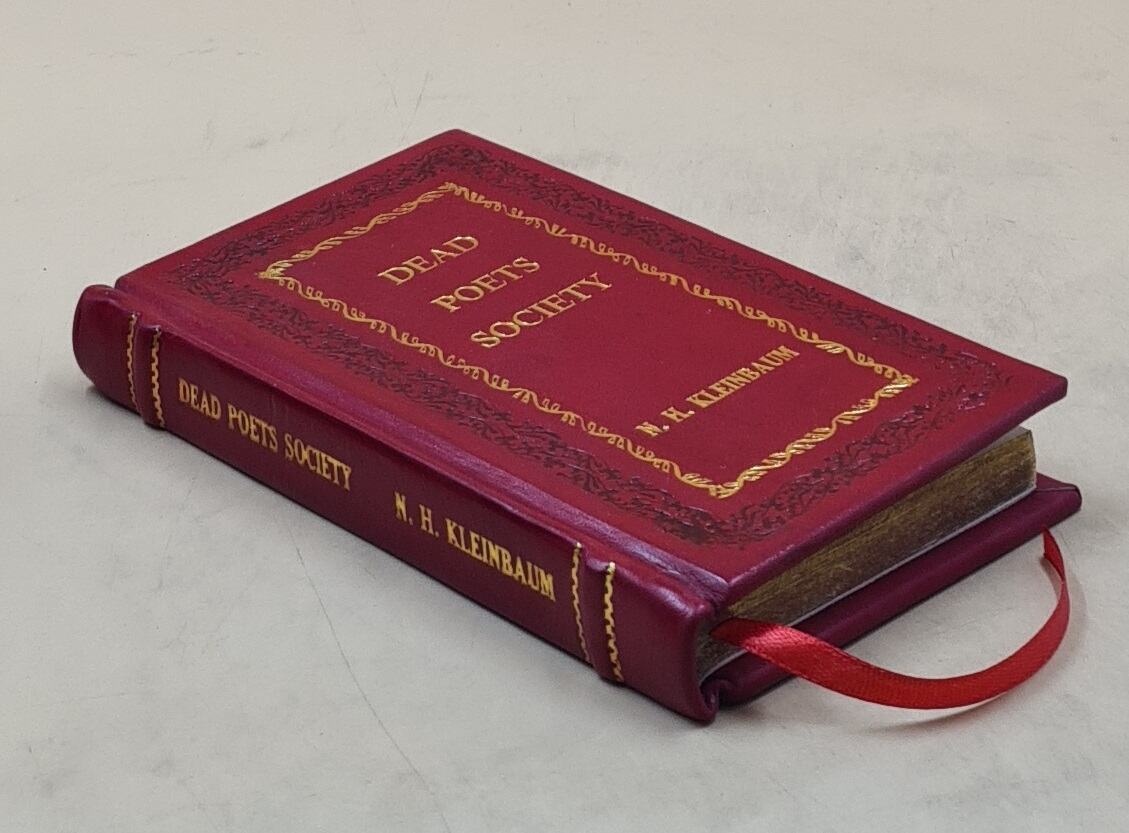 DEAD
POETS
SOCIETY
N. H. KLEINBAUM
DEAD POETS SOCIETY N. H. KLEINBAUM